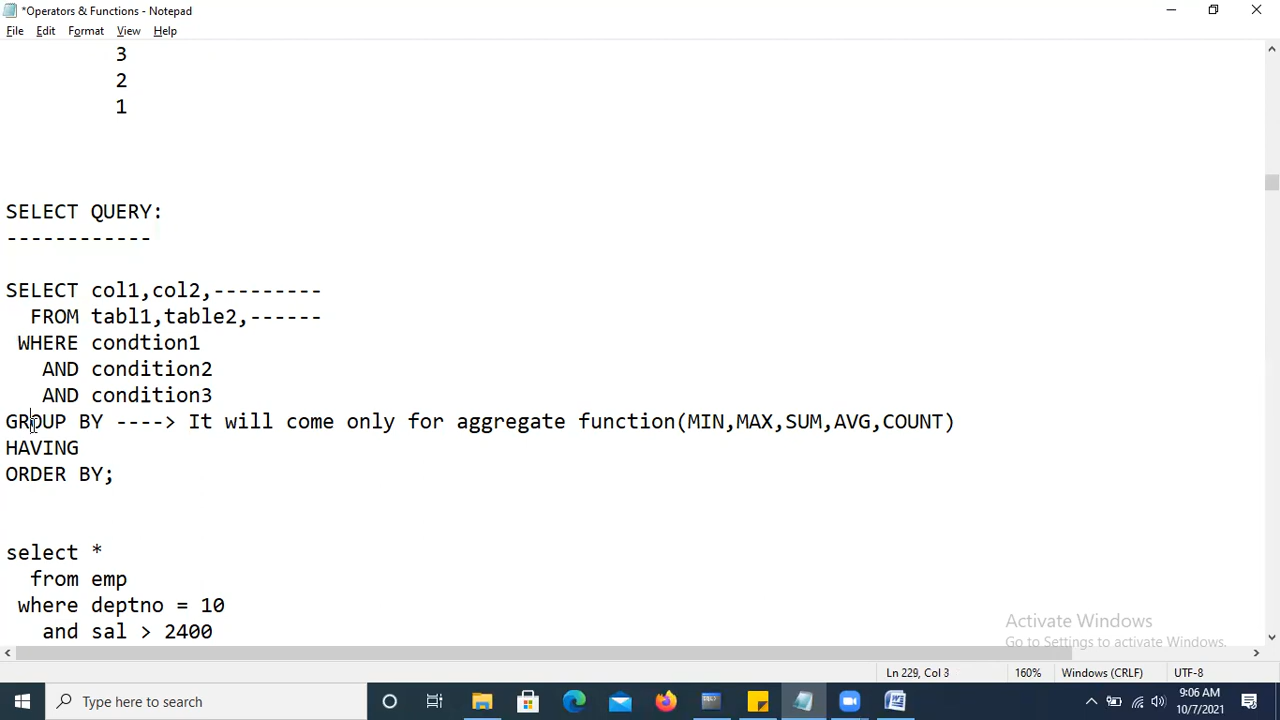 *Operators & Functions - Notepad
File Edit Format View Help
3
2
1
SELECT QUERY:
------------
SELECT col1,col2,---------
FROM tabl1,table2,------
WHERE condtion1
AND condition2
AND condition3
GROUP BY ----> It will come only for aggregate function(MIN,MAX,SUM,AVG,COUNT)
HAVING
ORDER BY;
select *
from emp
where deptno = 10
and sal > 2400
Activate Windows
Go to Settings to activate Windows.
Ln 229, Col 3 160% Windows (CRLF) UTF-8
Type here to search
9:06 AM
10/7/2021